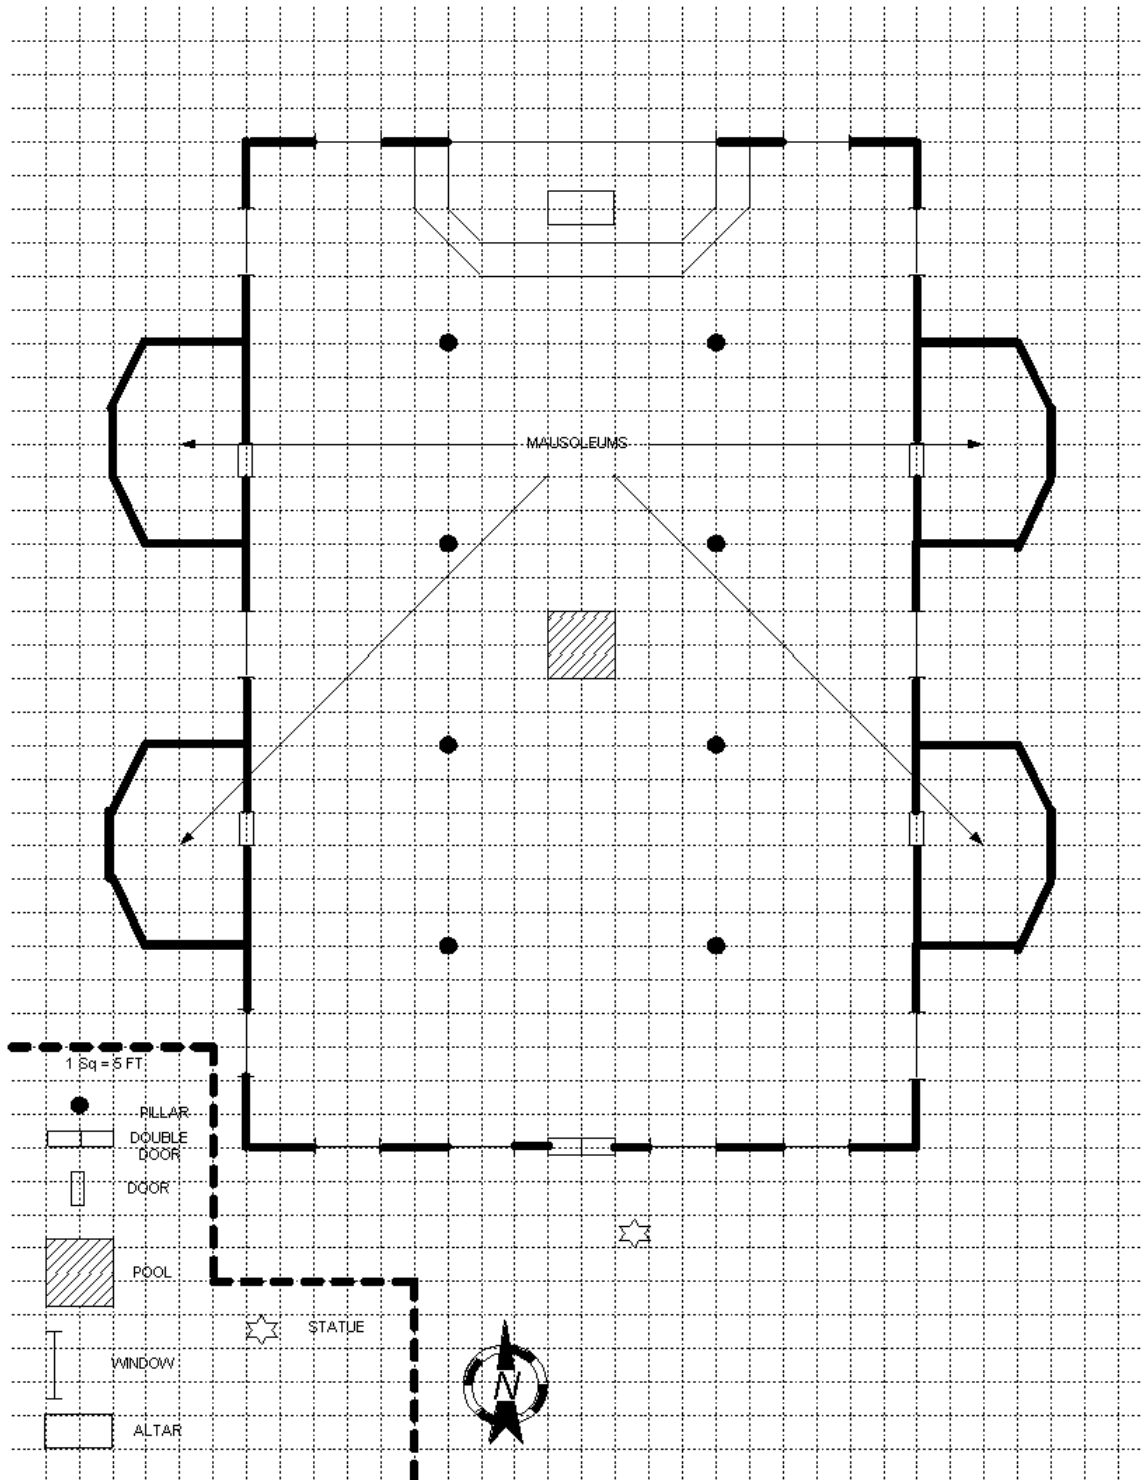 MAUSOLEUMS
1 Sq = 5 FT
PILLAR
DOUBLE
DOOR
DOOR
POOL
STATUE
WINDOW
ALTAR
N